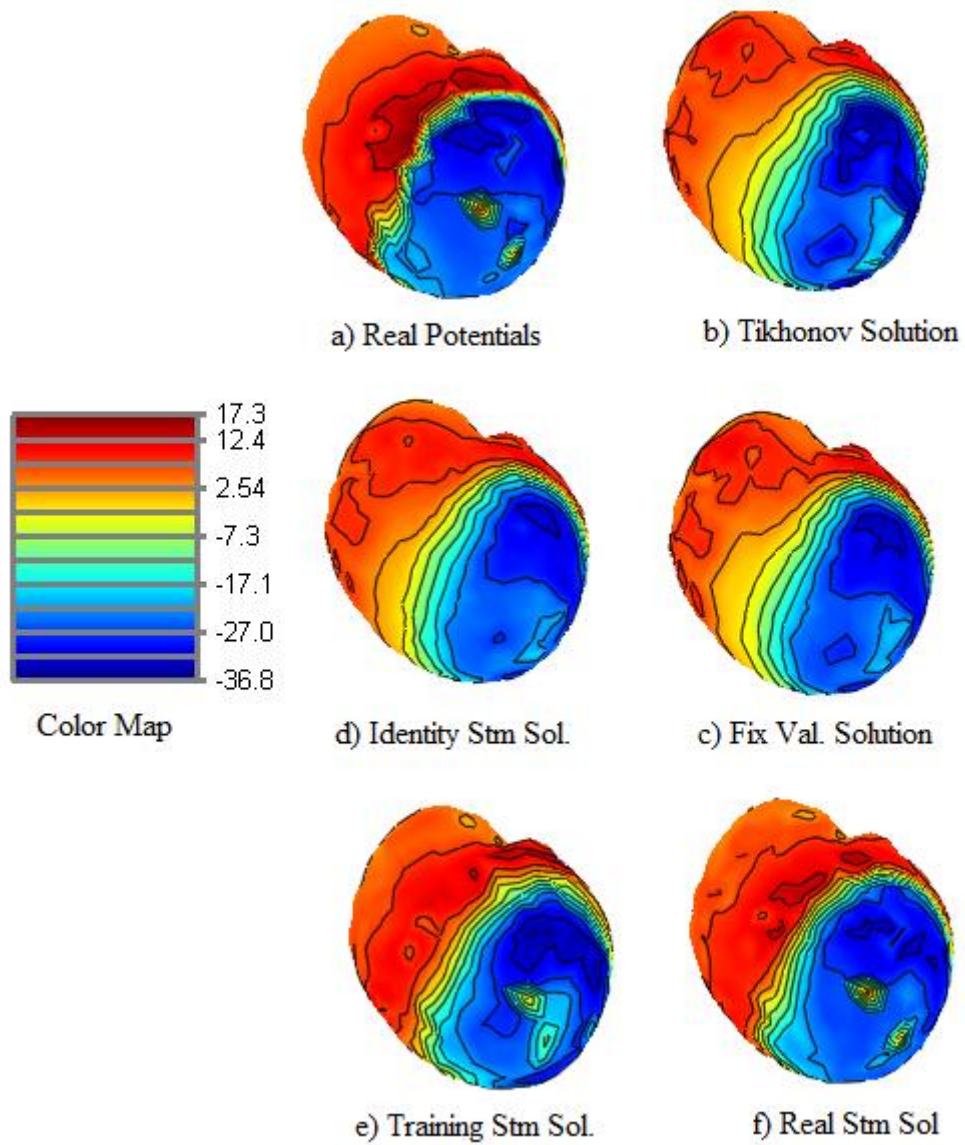 a) Real Potentials
b) Tikhonov Solution
17.3
12.4
2.54
-7.3
-17.1
-27.0
-36.8
Color Map
d) Identity Stm Sol.
c) Fix Val. Solution
e) Training Stm Sol.
f) Real Stm Sol